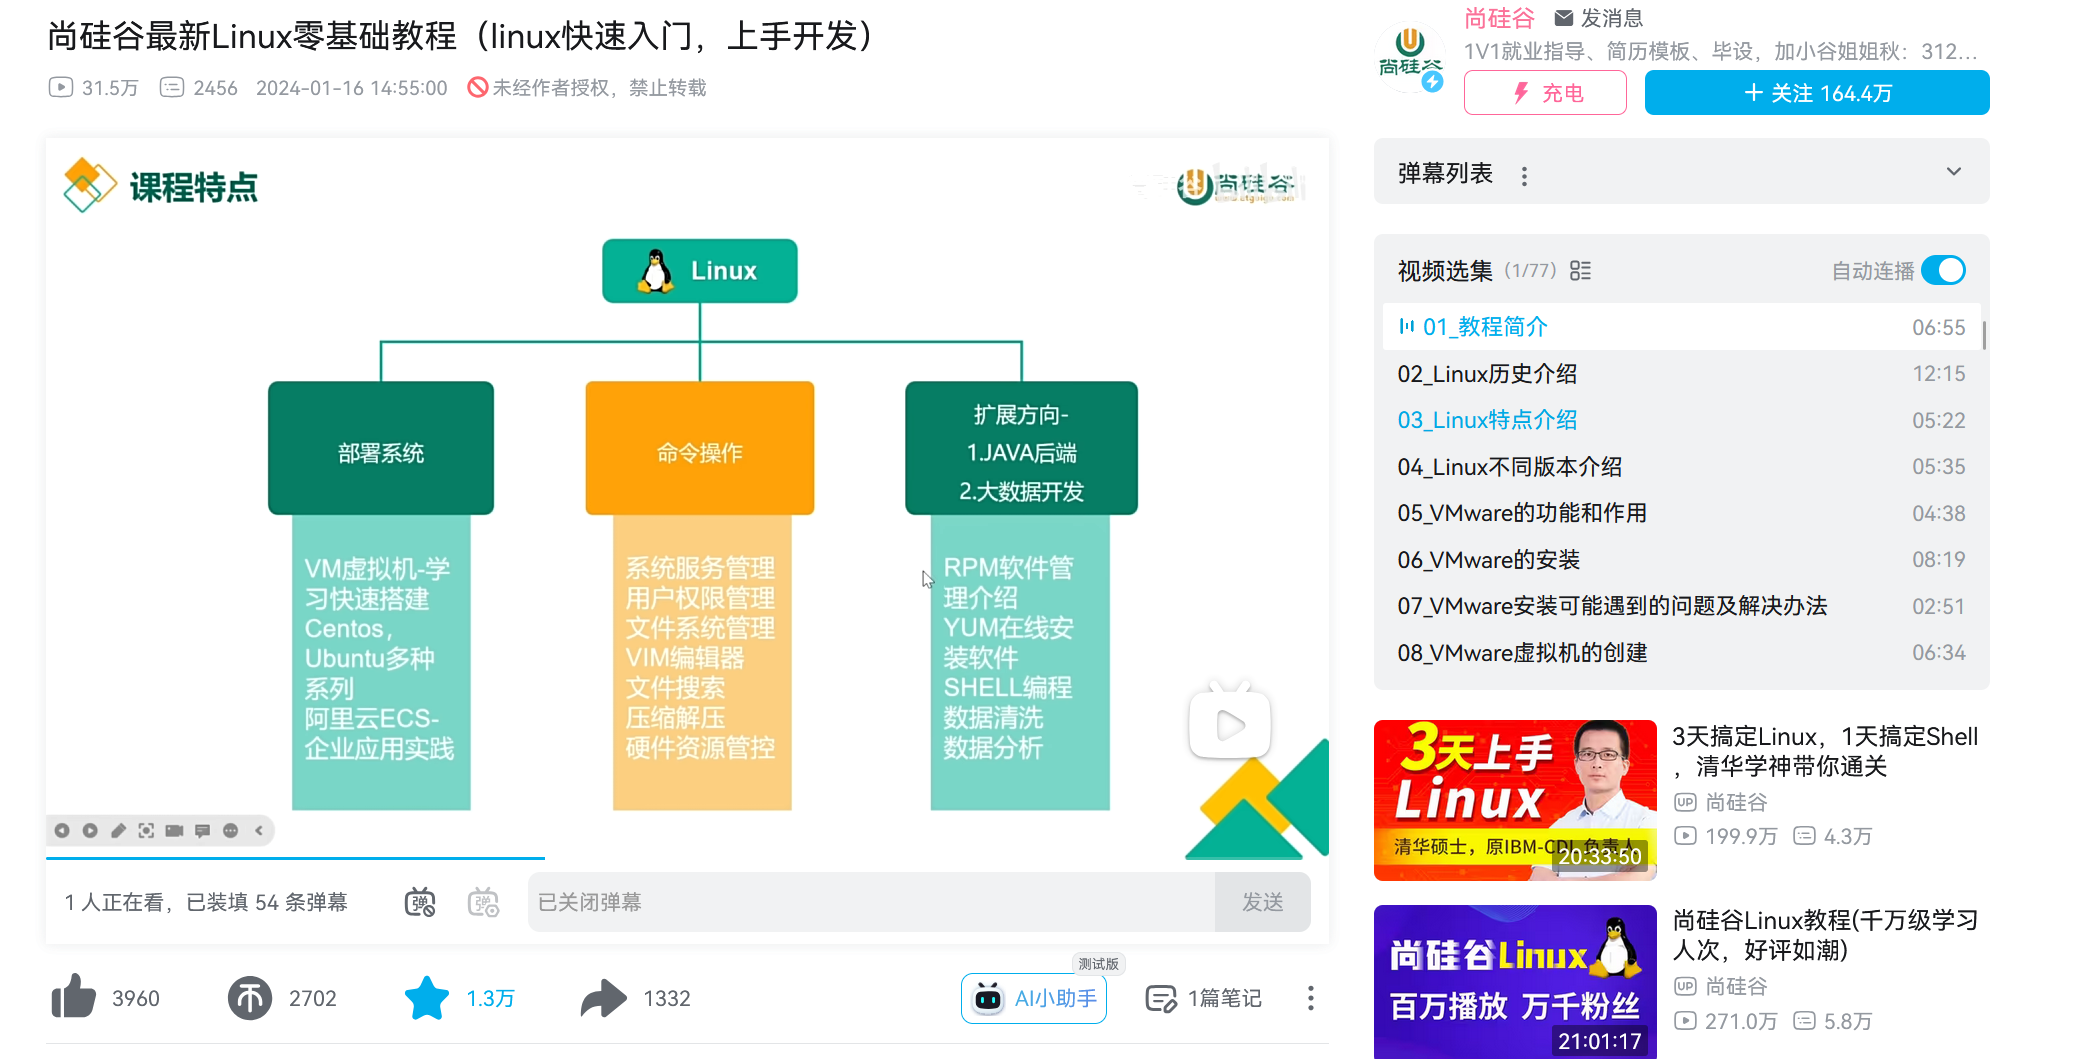 尚硅谷最新Linux零基础教程（linux快速入门，上手开发）
31.5万 2456 2024-01-16 14:55:00 未经作者授权，禁止转载
课程特点
尚硅谷
Linux
部署系统
命令操作
扩展方向-
1.JAVA后端
2.大数据开发
VM虚拟机-学
习快速搭建
Centos，
Ubuntu多种
系列
阿里云ECS-
企业应用实践
系统服务管理
用户权限管理
文件系统管理
VIM编辑器
文件搜索
压缩解压
硬件资源管控
RPM软件管
理介绍
YUM在线安
装软件
SHELL编程
数据清洗
数据分析
1 人正在看，已装填 54 条弹幕
已关闭弹幕
发送
3960
2702
1.3万
1332
测试版
AI小助手
1篇笔记
尚硅谷
尚硅谷 发消息
1V1就业指导、简历模板、毕设，加小谷姐姐秋：312...
充电
+ 关注 164.4万
弹幕列表
视频选集（1/77）
自动连播
01_教程简介 06:55
02_Linux历史介绍 12:15
03_Linux特点介绍 05:22
04_Linux不同版本介绍 05:35
05_VMware的功能和作用 04:38
06_VMware的安装 08:19
07_VMware安装可能遇到的问题及解决办法 02:51
08_VMware虚拟机的创建 06:34
3天上手
Linux
清华硕士，原IBM-CDL负责人
20:33:50
3天搞定Linux，1天搞定Shell
，清华学神带你通关
UP 尚硅谷
199.9万 4.3万
尚硅谷Linux
百万播放 万千粉丝
21:01:17
尚硅谷Linux教程(千万级学习
人次，好评如潮)
UP 尚硅谷
271.0万 5.8万